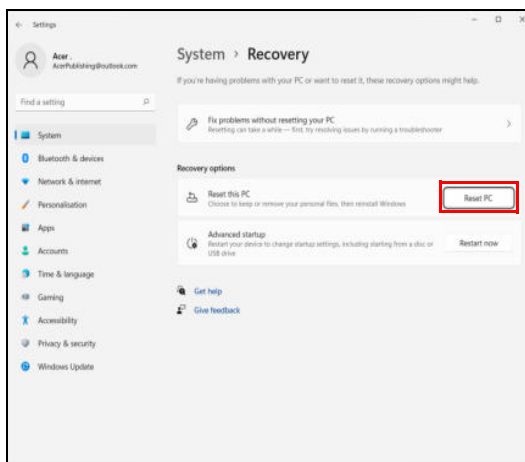 Settings
Acer .
AcerPublishing@outlook.com
Find a setting
System
Bluetooth & devices
Network & internet
Personalisation
Apps
Accounts
Time & language
Gaming
Accessibility
Privacy & security
Windows Update
System > Recovery
If you're having problems with your PC or want to reset it, these recovery options might help.
Fix problems without resetting your PC
Resetting can take a while — first, try resolving issues by running a troubleshooter
Recovery options
Reset this PC
Choose to keep or remove your personal files, then reinstall Windows
Reset PC
Advanced startup
Restart your device to change startup settings, including starting from a disc or
USB drive
Restart now
Get help
Give feedback